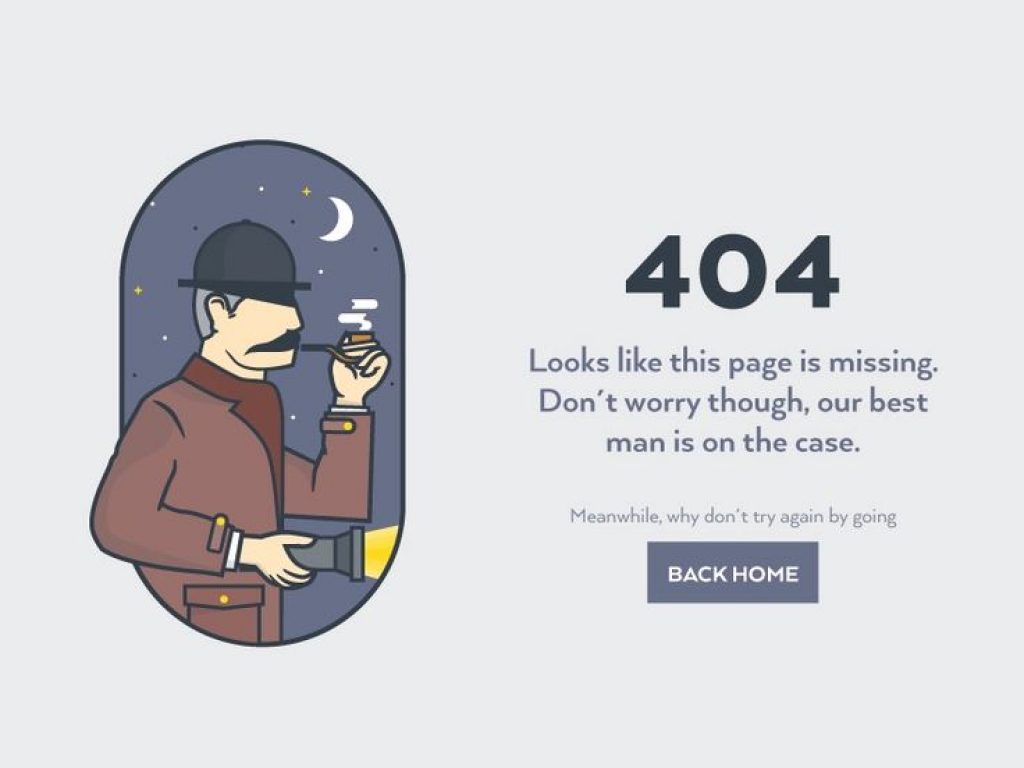 404
Looks like this page is missing.
Don't worry though, our best
man is on the case.
Meanwhile, why don't try again by going
BACK HOME